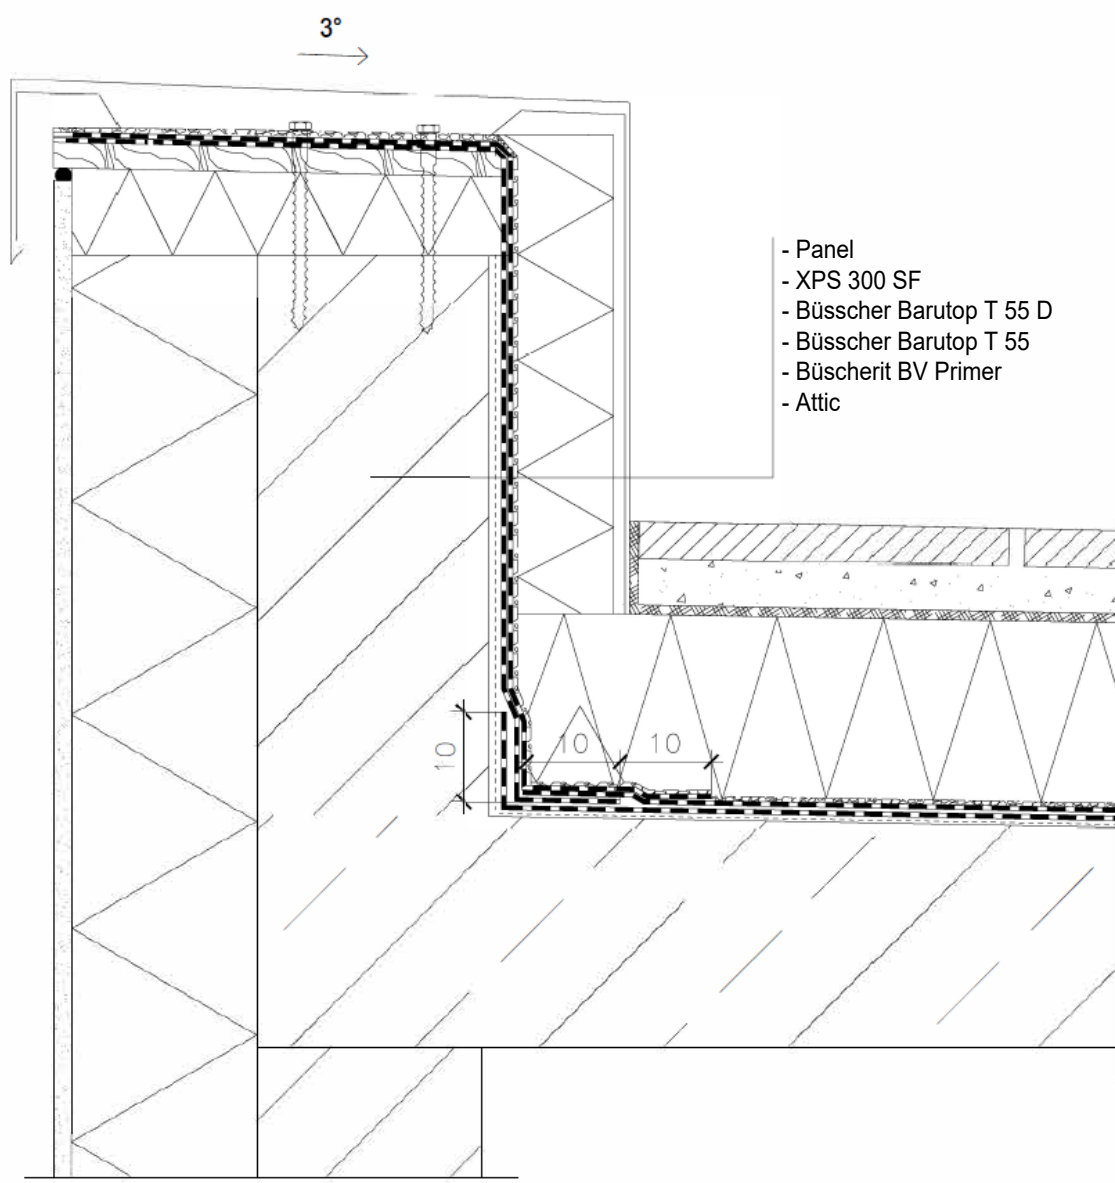 3°
- Panel
- XPS 300 SF
- Büsscher Barutop T 55 D
- Büsscher Barutop T 55
- Büscherit BV Primer
- Attic
10
10
10